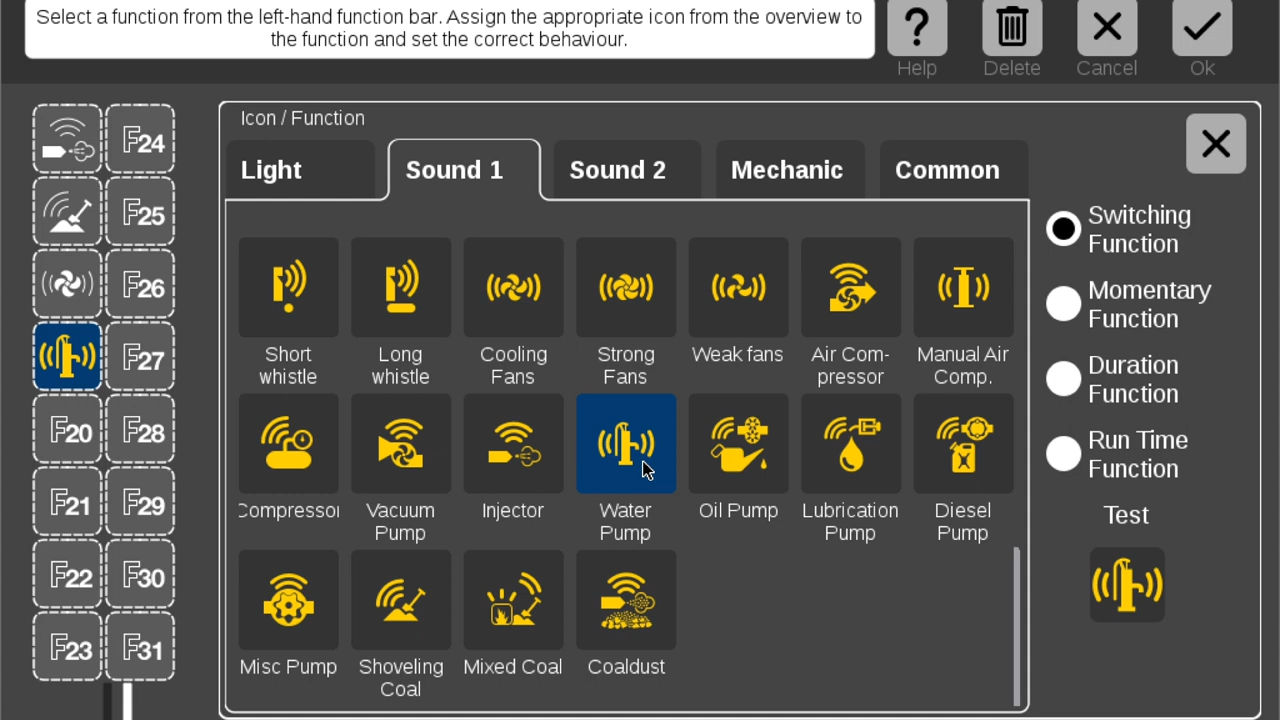 Select a function from the left-hand function bar. Assign the appropriate icon from the overview to
the function and set the correct behaviour.
Help
Delete
Cancel
Ok
F24
F25
F26
F27
F20
F28
F21
F29
F22
F30
F23
F31
Icon / Function
Light
Sound 1
Sound 2
Mechanic
Common
Short
whistle
Long
whistle
Cooling
Fans
Strong
Fans
Weak fans
Air Com-
pressor
Manual Air
Comp.
Compressor
Vacuum
Pump
Injector
Water
Pump
Oil Pump
Lubrication
Pump
Diesel
Pump
Misc Pump
Shoveling
Coal
Mixed Coal
Coaldust
Switching
Function
Momentary
Function
Duration
Function
Run Time
Function
Test